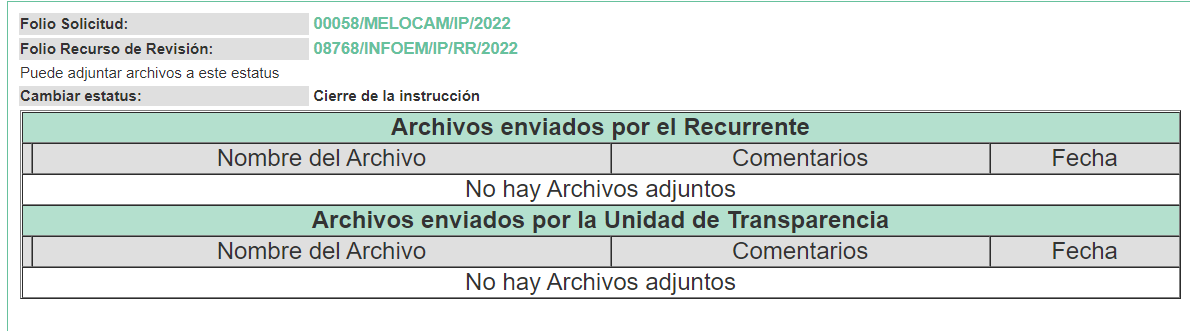 Folio Solicitud: 00058/MELOCAM/IP/2022
Folio Recurso de Revisión: 08768/INFOEM/IP/RR/2022
Puede adjuntar archivos a este estatus
Cambiar estatus: Cierre de la instrucción
Archivos enviados por el Recurrente
Nombre del Archivo Comentarios Fecha
No hay Archivos adjuntos
Archivos enviados por la Unidad de Transparencia
Nombre del Archivo Comentarios Fecha
No hay Archivos adjuntos